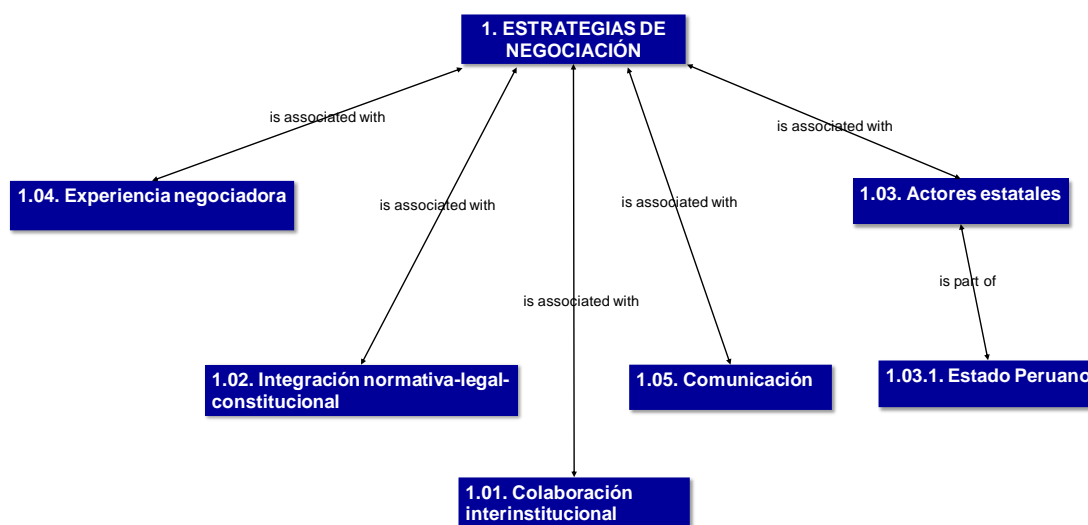 1. ESTRATEGIAS DE
NEGOCIACIÓN
is associated with
is associated with
1.04. Experiencia negociadora
1.03. Actores estatales
is associated with
is associated with
is part of
is associated with
1.02. Integración normativa-legal-
constitucional
1.05. Comunicación
1.03.1. Estado Peruano
1.01. Colaboración
interinstitucional